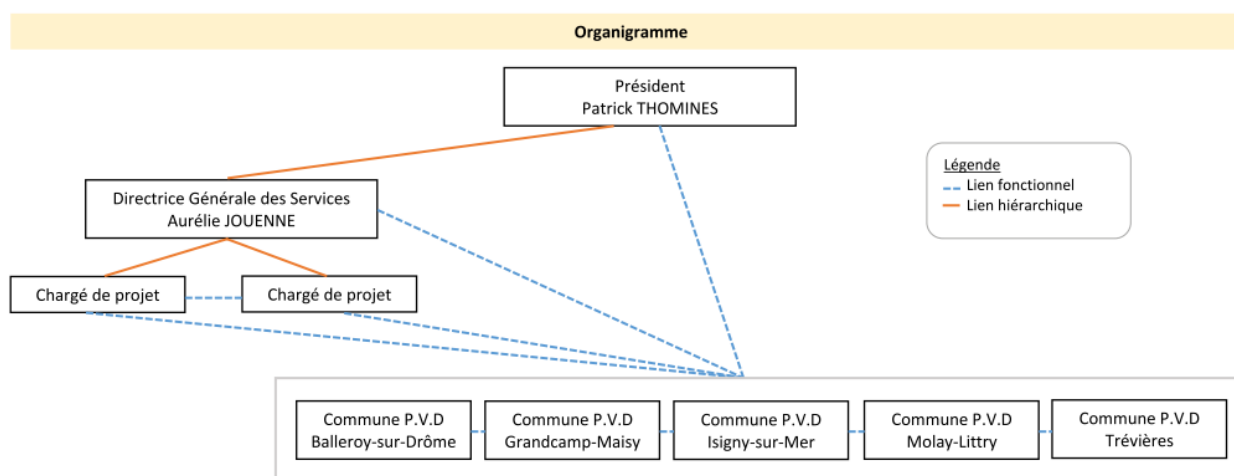 Organigramme
Président
Patrick THOMINES
Légende
Lien fonctionnel
Lien hiérarchique
Directrice Générale des Services
Aurélie JOUENNE
Chargé de projet
Chargé de projet
Commune P.V.D
Balleroy-sur-Drôme
Commune P.V.D
Grandcamp-Maisy
Commune P.V.D
Isigny-sur-Mer
Commune P.V.D
Molay-Littry
Commune P.V.D
Trévières